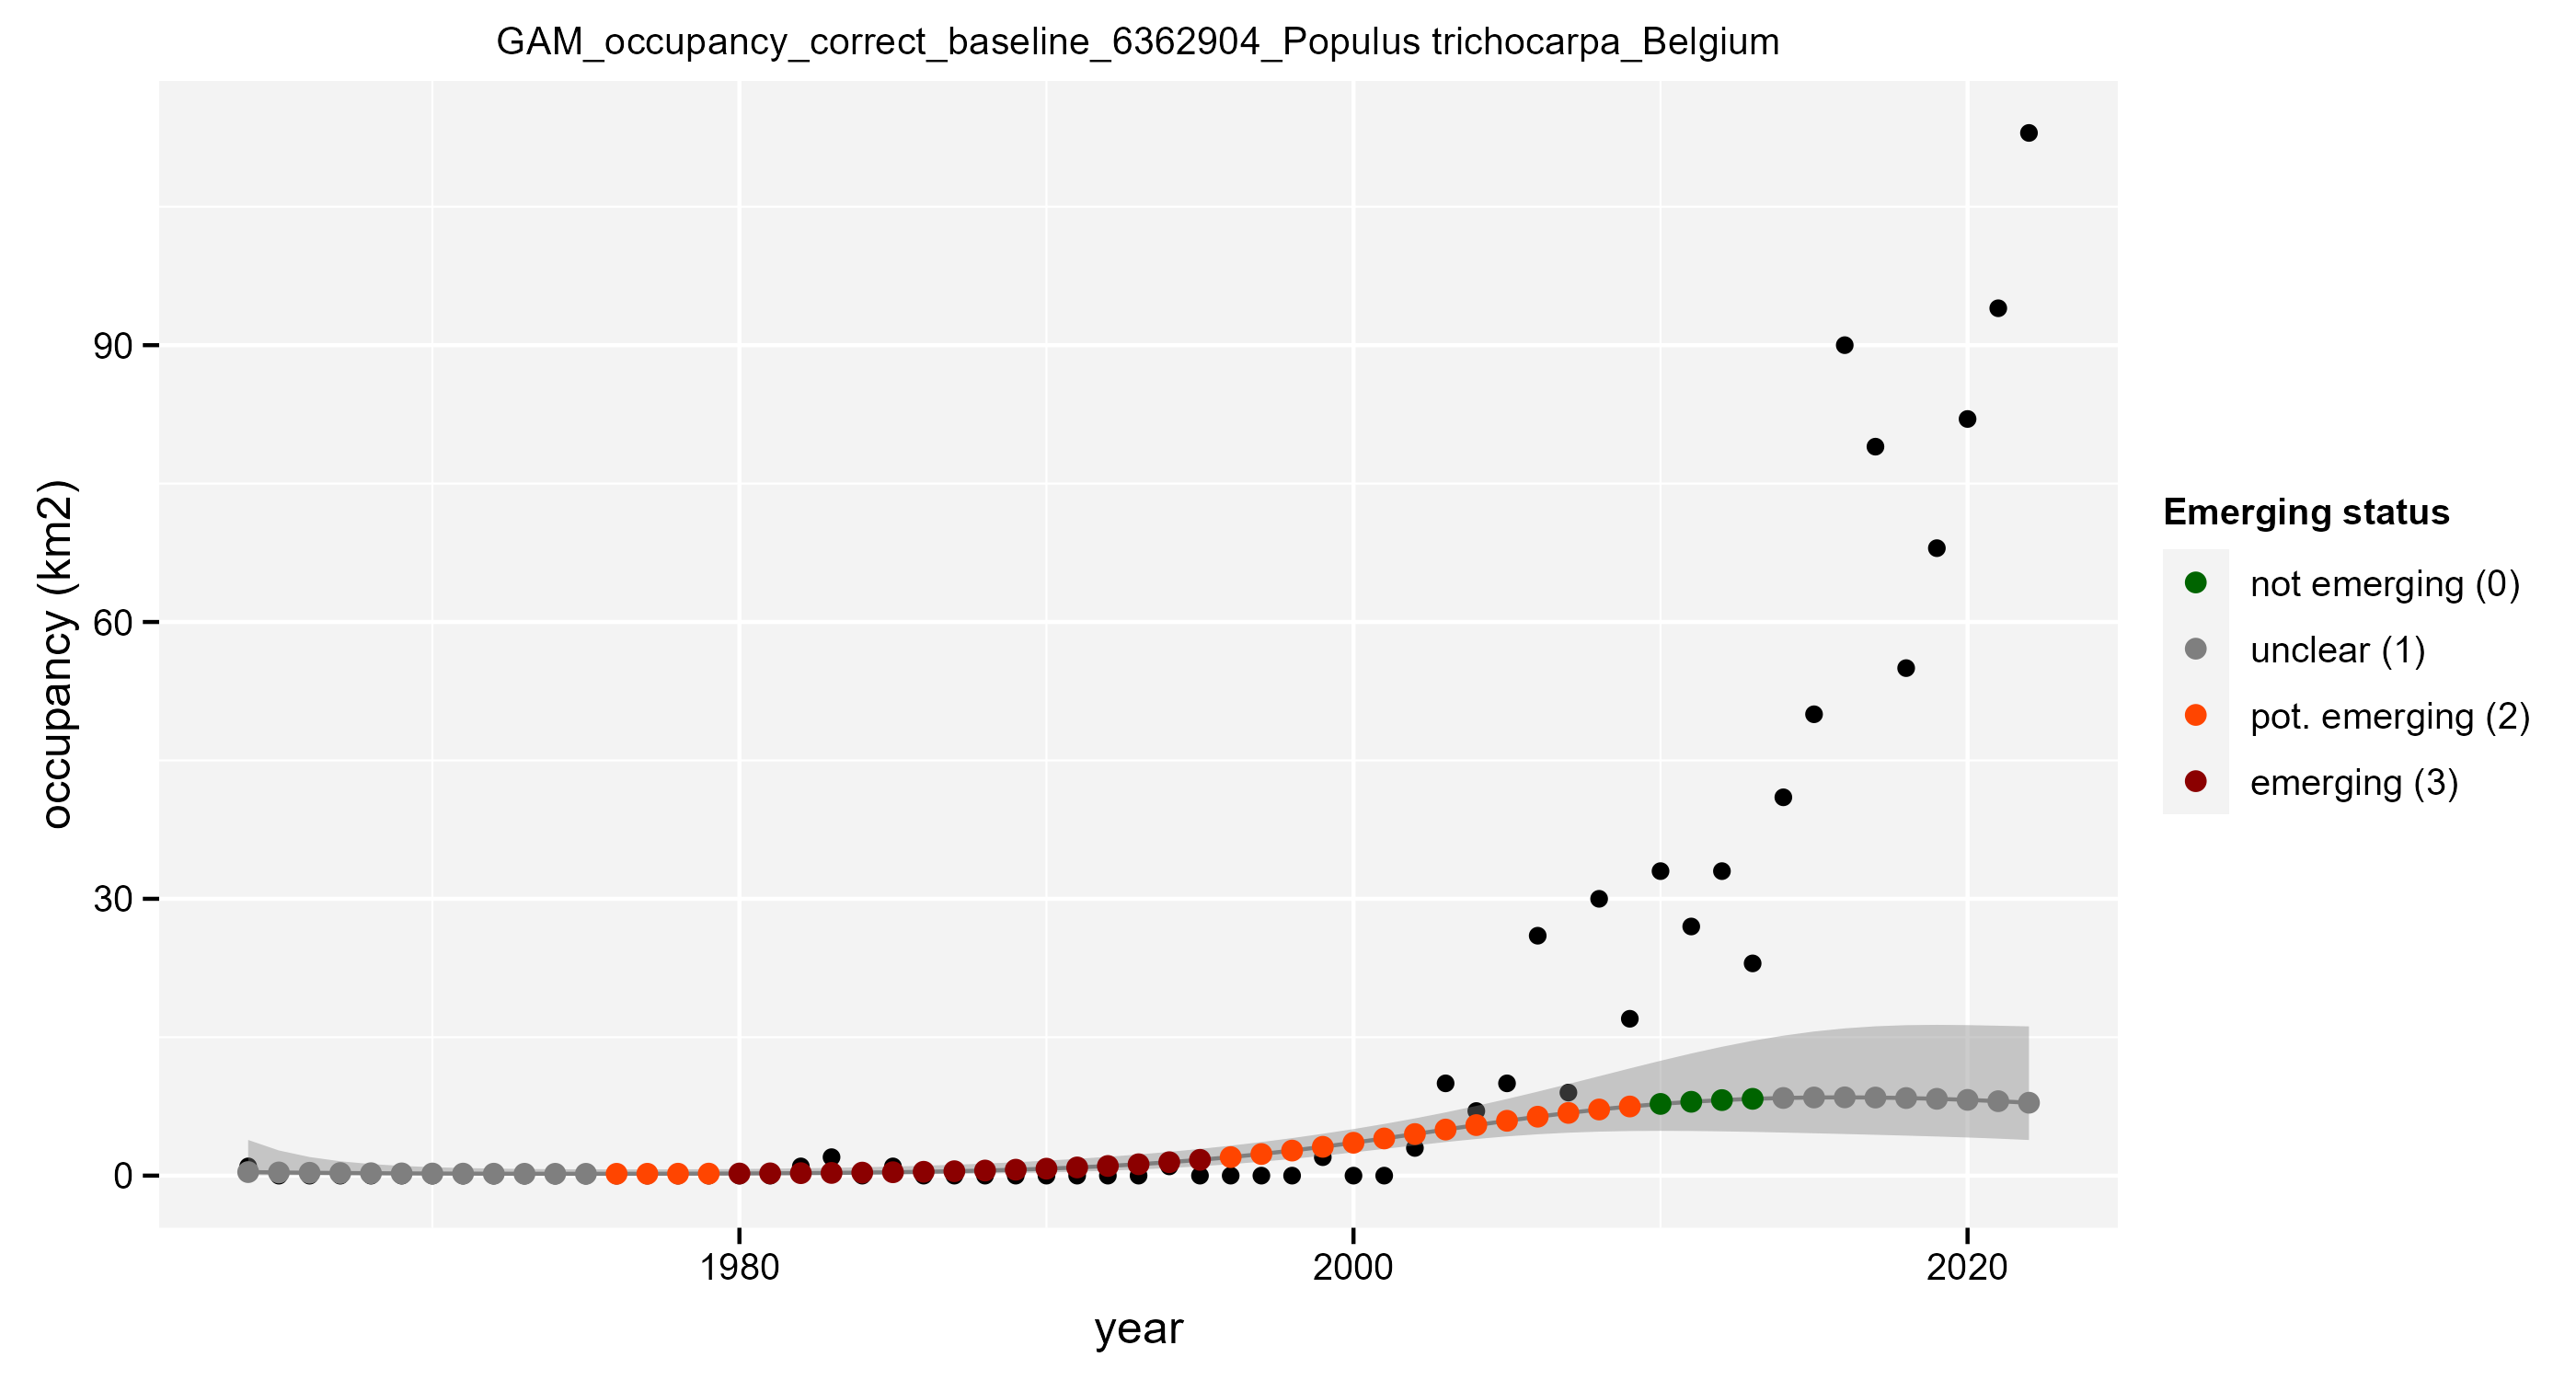 GAM_occupancy_correct_baseline_6362904_Populus trichocarpa_Belgium
occupancy (km2)
90
60
30
0
1980
2000
2020
year
Emerging status
not emerging (0)
unclear (1)
pot. emerging (2)
emerging (3)